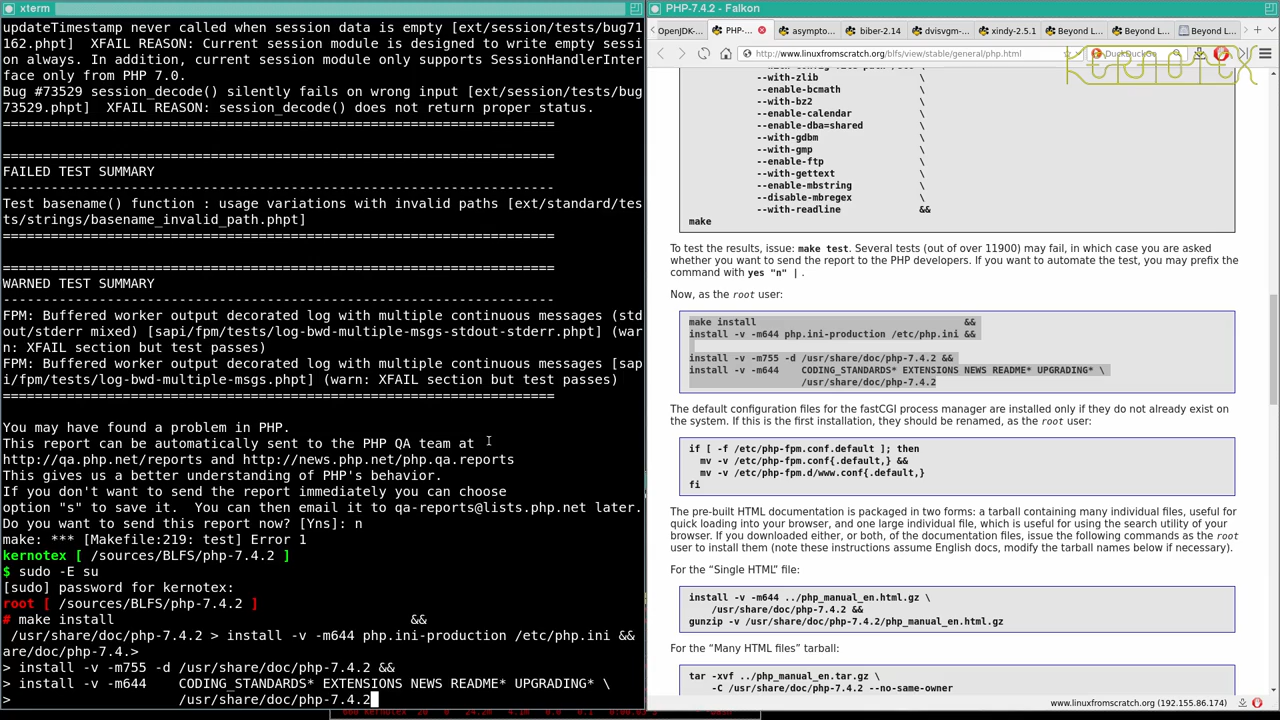 xterm
updateTimestamp never called when session data is empty [ext/session/tests/bug71
162.phpt]  XFAIL REASON: Current session module is designed to write empty sessi
on always. In addition, current session module only supports SessionHandlerInter
face only from PHP 7.0.
Bug #73529 session_decode() silently fails on wrong input [ext/session/tests/bug
73529.phpt]  XFAIL REASON: session_decode() does not return proper status.
=====================================================================
=====================================================================
FAILED TEST SUMMARY
---------------------------------------------------------------------
Test basename() function : usage variations with invalid paths [ext/standard/tes
ts/strings/basename_invalid_path.phpt]
=====================================================================
=====================================================================
WARNED TEST SUMMARY
---------------------------------------------------------------------
FPM: Buffered worker output decorated log with multiple continuous messages (std
out/stderr mixed) [sapi/fpm/tests/log-bwd-multiple-msgs-stdout-stderr.phpt] (war
n: XFAIL section but test passes)
FPM: Buffered worker output decorated log with multiple continuous messages [sap
i/fpm/tests/log-bwd-multiple-msgs.phpt] (warn: XFAIL section but test passes)
=====================================================================
You may have found a problem in PHP.
This report can be automatically sent to the PHP QA team at
http://qa.php.net/reports and http://news.php.net/php.qa.reports
This gives us a better understanding of PHP's behavior.
If you don't want to send the report immediately you can choose
option "s" to save it.  You can then email it to qa-reports@lists.php.net later.
Do you want to send this report now? [Yns]: n
make: *** [Makefile:219: test] Error 1
kernotex [ /sources/BLFS/php-7.4.2 ]
$ sudo -E su
[sudo] password for kernotex:
root [ /sources/BLFS/php-7.4.2 ]
# make install                                     &&
 /usr/share/doc/php-7.4.2 > install -v -m644 php.ini-production /etc/php.ini &&
are/doc/php-7.4.>
> install -v -m755 -d /usr/share/doc/php-7.4.2 &&
> install -v -m644    CODING_STANDARDS* EXTENSIONS NEWS README* UPGRADING* \
>                     /usr/share/doc/php-7.4.2
PHP-7.4.2 - Falkon
OpenJDK-... PHP-... asympto... biber-2.14 dvisvgm-... xindy-2.5.1 Beyond L... Beyond L... Beyond L...
http://www.linuxfromscratch.org/blfs/view/stable/general/php.html DuckDuckGo
KERNOTEX
--with-zlib \
--enable-bcmath \
--with-bz2 \
--enable-calendar \
--enable-dba=shared \
--with-gdbm \
--with-gmp \
--enable-ftp \
--with-gettext \
--enable-mbstring \
--disable-mbregex \
--with-readline &&
make
To test the results, issue: make test. Several tests (out of over 11900) may fail, in which case you are asked
whether you want to send the report to the PHP developers. If you want to automate the test, you may prefix the
command with yes "n" | .
Now, as the root user:
make install                                     &&
install -v -m644 php.ini-production /etc/php.ini &&
install -v -m755 -d /usr/share/doc/php-7.4.2 &&
install -v -m644    CODING_STANDARDS* EXTENSIONS NEWS README* UPGRADING* \
                    /usr/share/doc/php-7.4.2
The default configuration files for the fastCGI process manager are installed only if they do not already exist on
the system. If this is the first installation, they should be renamed, as the root user:
if [ -f /etc/php-fpm.conf.default ]; then
  mv -v /etc/php-fpm.conf{.default,} &&
  mv -v /etc/php-fpm.d/www.conf{.default,}
fi
The pre-built HTML documentation is packaged in two forms: a tarball containing many individual files, useful
for quick loading into your browser, and one large individual file, which is useful for using the search utility of your
browser. If you downloaded either, or both, of the documentation files, issue the following commands as the root
user to install them (note these instructions assume English docs, modify the tarball names below if necessary).
For the “Single HTML” file:
install -v -m644 ../php_manual_en.html.gz \
    /usr/share/doc/php-7.4.2 &&
gunzip -v /usr/share/doc/php-7.4.2/php_manual_en.html.gz
For the “Many HTML files” tarball:
tar -xvf ../php_manual_en.tar.gz \
    -C /usr/share/doc/php-7.4.2 --no-same-owner
www.linuxfromscratch.org (192.155.86.174)